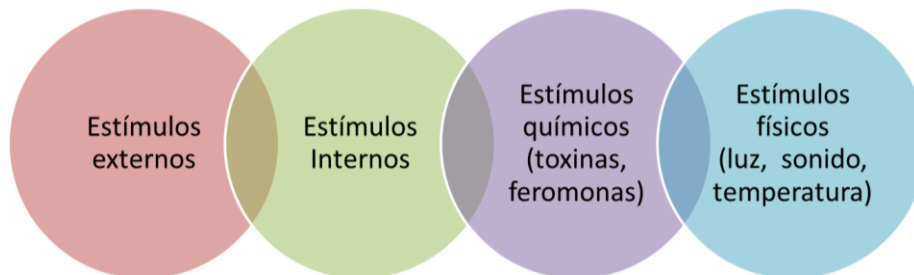 Estímulos
externos
Estímulos
Internos
Estímulos
químicos
(toxinas,
feromonas)
Estímulos
físicos
(luz, sonido,
temperatura)